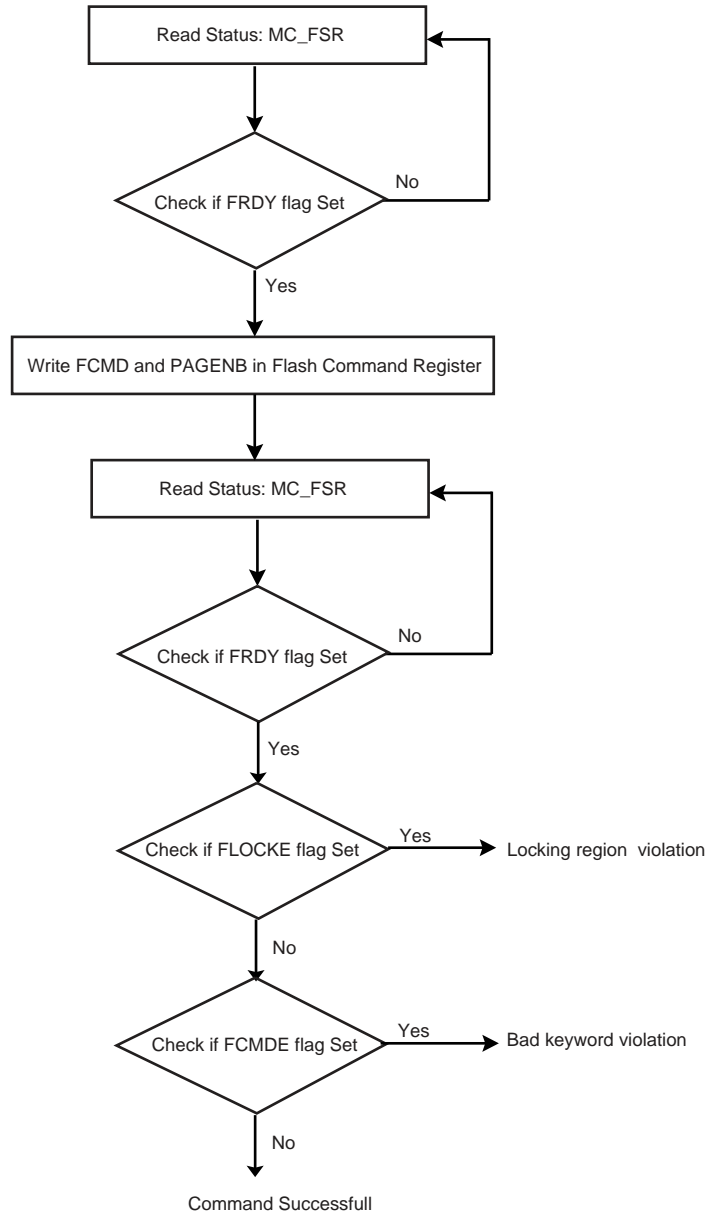 Read Status: MC_FSR
No
Check if FRDY flag Set
Yes
Write FCMD and PAGENB in Flash Command Register
Read Status: MC_FSR
No
Check if FRDY flag Set
Yes
Check if FLOCKE flag Set
Yes
Locking region violation
No
Check if FCMDE flag Set
Yes
Bad keyword violation
No
Command Successfull